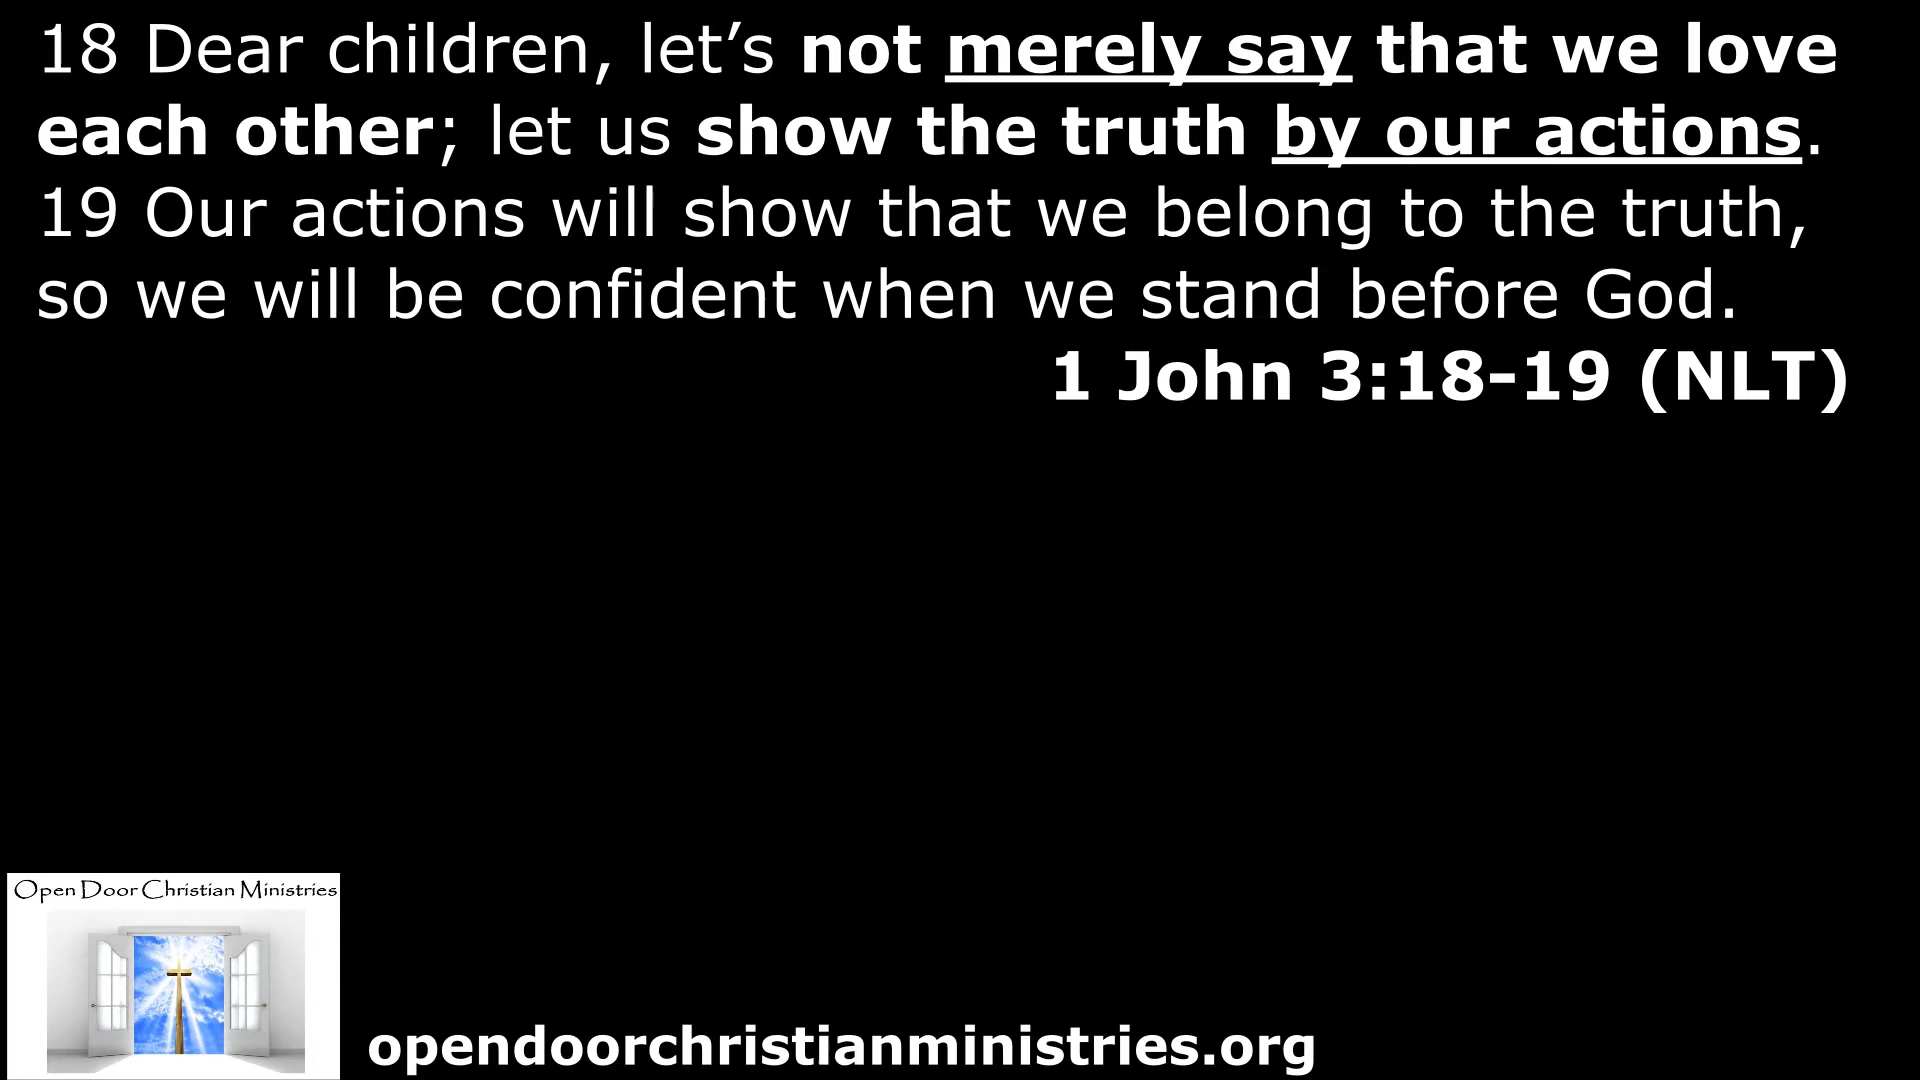 18 Dear children, let’s not merely say that we love
each other; let us show the truth by our actions.
19 Our actions will show that we belong to the truth,
so we will be confident when we stand before God.
1 John 3:18-19 (NLT)
Open Door Christian Ministries
opendoorchristianministries.org